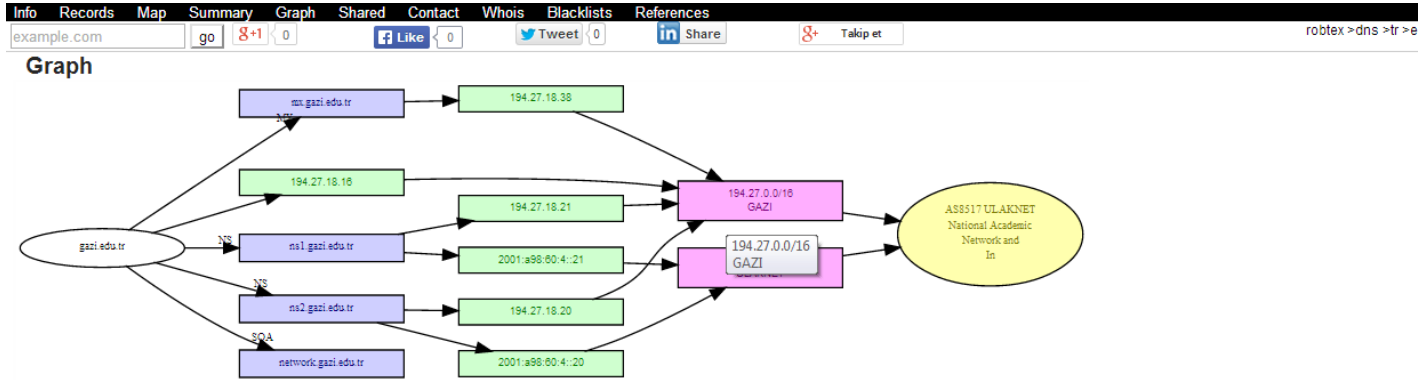 Info Records Map Summary Graph Shared Contact Whois Blacklists References
example.com go g+1 0 Like 0 Tweet 0 in Share g+ Takip et robtex >dns >tr >e
Graph
mx.gazi.edu.tr 194.27.18.38
MX
194.27.18.16
194.27.0.0/16
GAZI
194.27.18.21
AS8517 ULAKNET
National Academic
Network and
In
gazi.edu.tr NS ns1.gazi.edu.tr
194.27.0.0/16
GAZI
2001:a98:60:4::21
NS
ns2.gazi.edu.tr 194.27.18.20
SOA
network.gazi.edu.tr 2001:a98:60:4::20